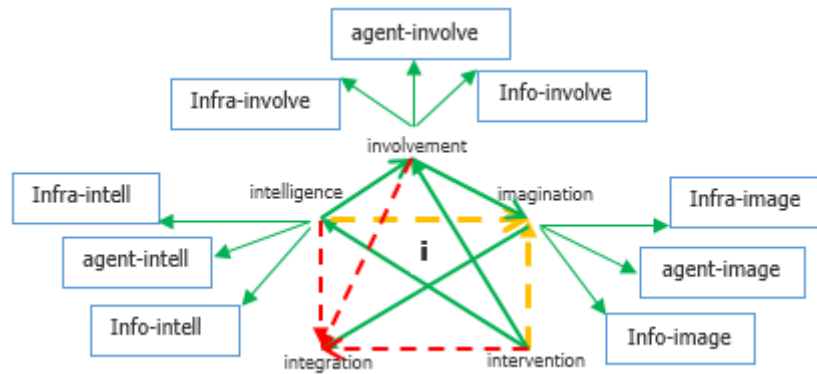 agent-involve
Infra-involve
Info-involve
involvement
intelligence
imagination
Infra-intell
Infra-image
agent-intell
i
agent-image
Info-intell
Info-image
integration
intervention